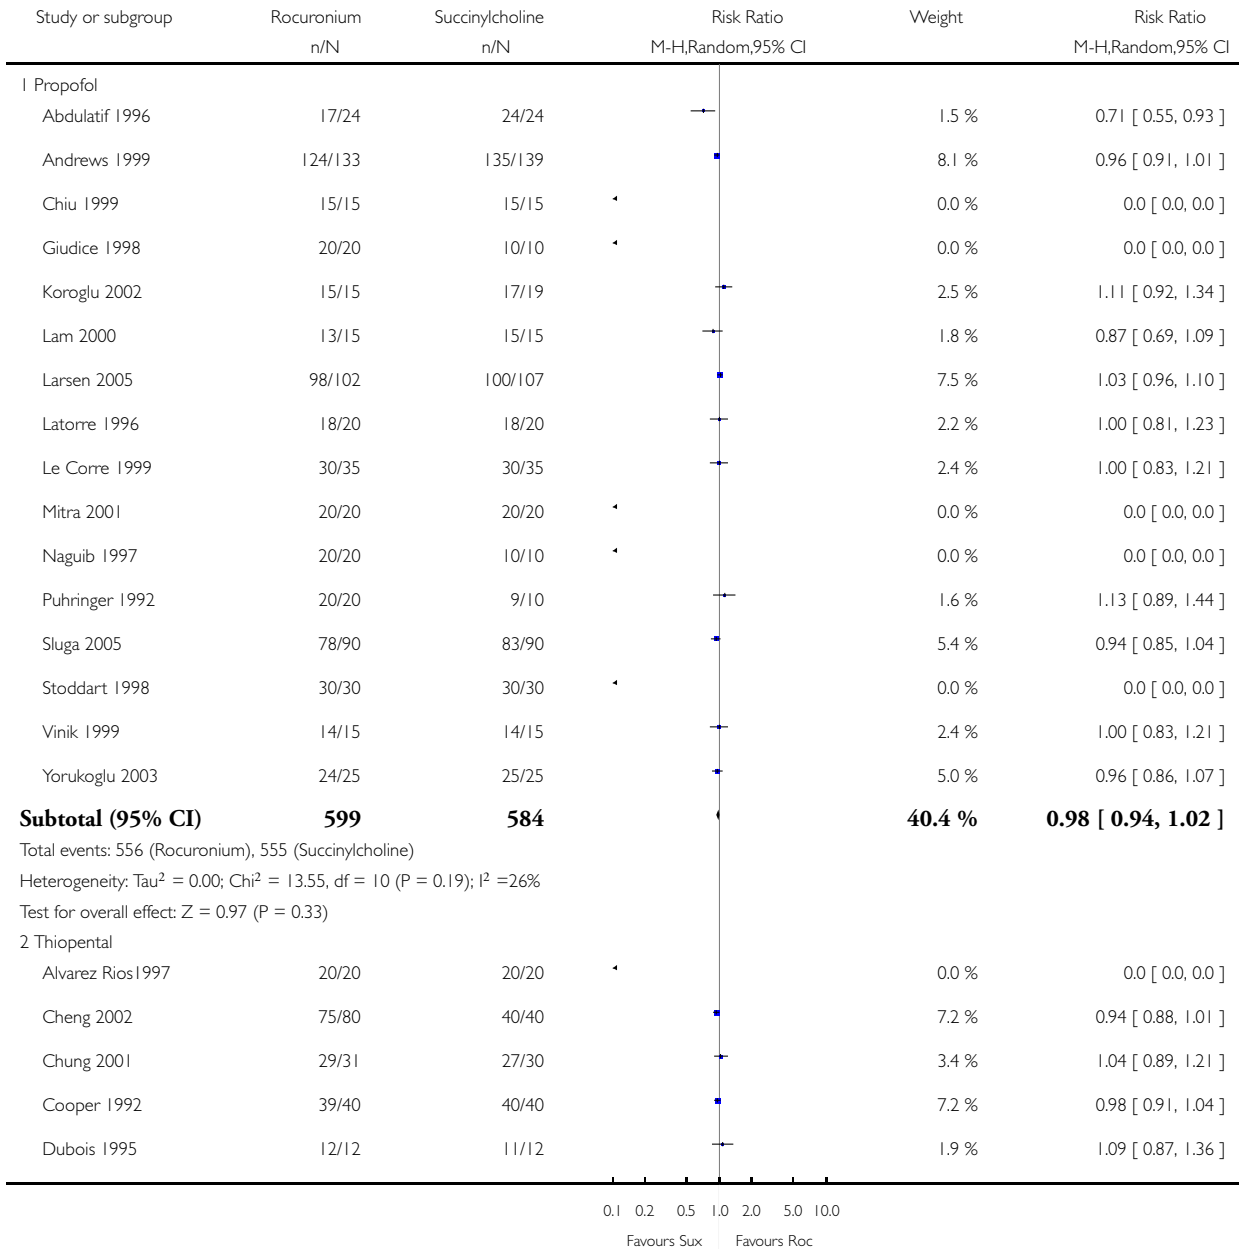 Study or subgroup Rocuronium Succinylcholine Risk Ratio Weight Risk Ratio
n/N n/N M-H,Random,95% CI M-H,Random,95% CI
1 Propofol
Abdulatif 1996 17/24 24/24 1.5 % 0.71 [ 0.55, 0.93 ]
Andrews 1999 124/133 135/139 8.1 % 0.96 [ 0.91, 1.01 ]
Chiu 1999 15/15 15/15 0.0 % 0.0 [ 0.0, 0.0 ]
Giudice 1998 20/20 10/10 0.0 % 0.0 [ 0.0, 0.0 ]
Koroglu 2002 15/15 17/19 2.5 % 1.11 [ 0.92, 1.34 ]
Lam 2000 13/15 15/15 1.8 % 0.87 [ 0.69, 1.09 ]
Larsen 2005 98/102 100/107 7.5 % 1.03 [ 0.96, 1.10 ]
Latorre 1996 18/20 18/20 2.2 % 1.00 [ 0.81, 1.23 ]
Le Corre 1999 30/35 30/35 2.4 % 1.00 [ 0.83, 1.21 ]
Mitra 2001 20/20 20/20 0.0 % 0.0 [ 0.0, 0.0 ]
Naguib 1997 20/20 10/10 0.0 % 0.0 [ 0.0, 0.0 ]
Puhringer 1992 20/20 9/10 1.6 % 1.13 [ 0.89, 1.44 ]
Sluga 2005 78/90 83/90 5.4 % 0.94 [ 0.85, 1.04 ]
Stoddart 1998 30/30 30/30 0.0 % 0.0 [ 0.0, 0.0 ]
Vinik 1999 14/15 14/15 2.4 % 1.00 [ 0.83, 1.21 ]
Yorukoglu 2003 24/25 25/25 5.0 % 0.96 [ 0.86, 1.07 ]
Subtotal (95% CI) 599 584 40.4 % 0.98 [ 0.94, 1.02 ]
Total events: 556 (Rocuronium), 555 (Succinylcholine)
Heterogeneity: Tau² = 0.00; Chi² = 13.55, df = 10 (P = 0.19); I² =26%
Test for overall effect: Z = 0.97 (P = 0.33)
2 Thiopental
Alvarez Rios1997 20/20 20/20 0.0 % 0.0 [ 0.0, 0.0 ]
Cheng 2002 75/80 40/40 7.2 % 0.94 [ 0.88, 1.01 ]
Chung 2001 29/31 27/30 3.4 % 1.04 [ 0.89, 1.21 ]
Cooper 1992 39/40 40/40 7.2 % 0.98 [ 0.91, 1.04 ]
Dubois 1995 12/12 11/12 1.9 % 1.09 [ 0.87, 1.36 ]
0.1 0.2 0.5 1.0 2.0 5.0 10.0
Favours Sux Favours Roc